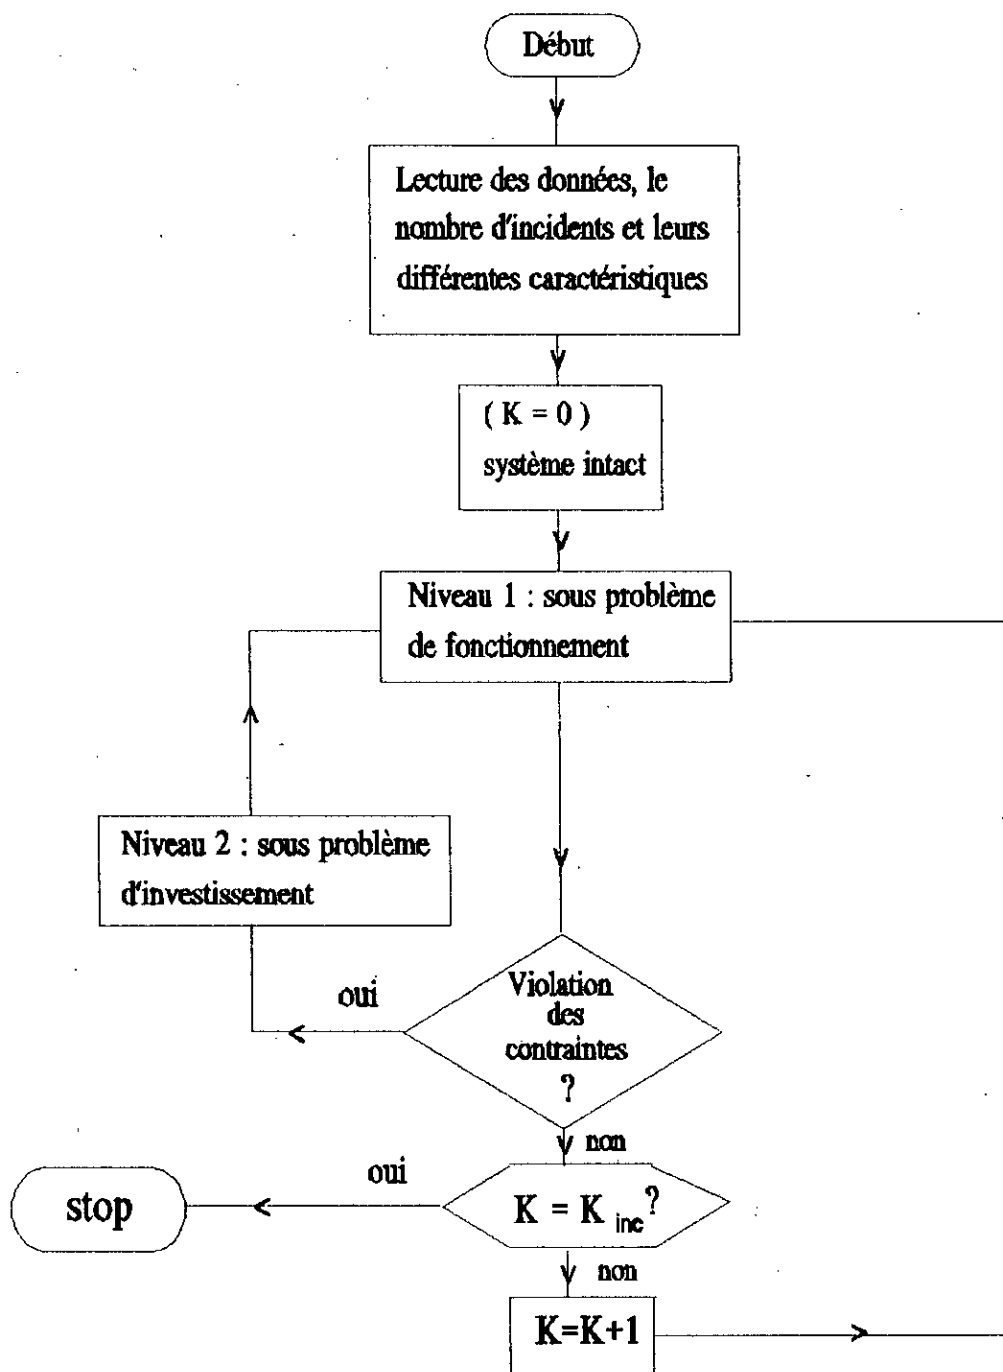 Début
Lecture des données, le
nombre d'incidents et leurs
différentes caractéristiques
( K = 0 )
système intact
Niveau 1 : sous problème
de fonctionnement
Niveau 2 : sous problème
d'investissement
oui
Violation
des
contraintes
?
non
oui
stop
K = K inc ?
non
K=K+1